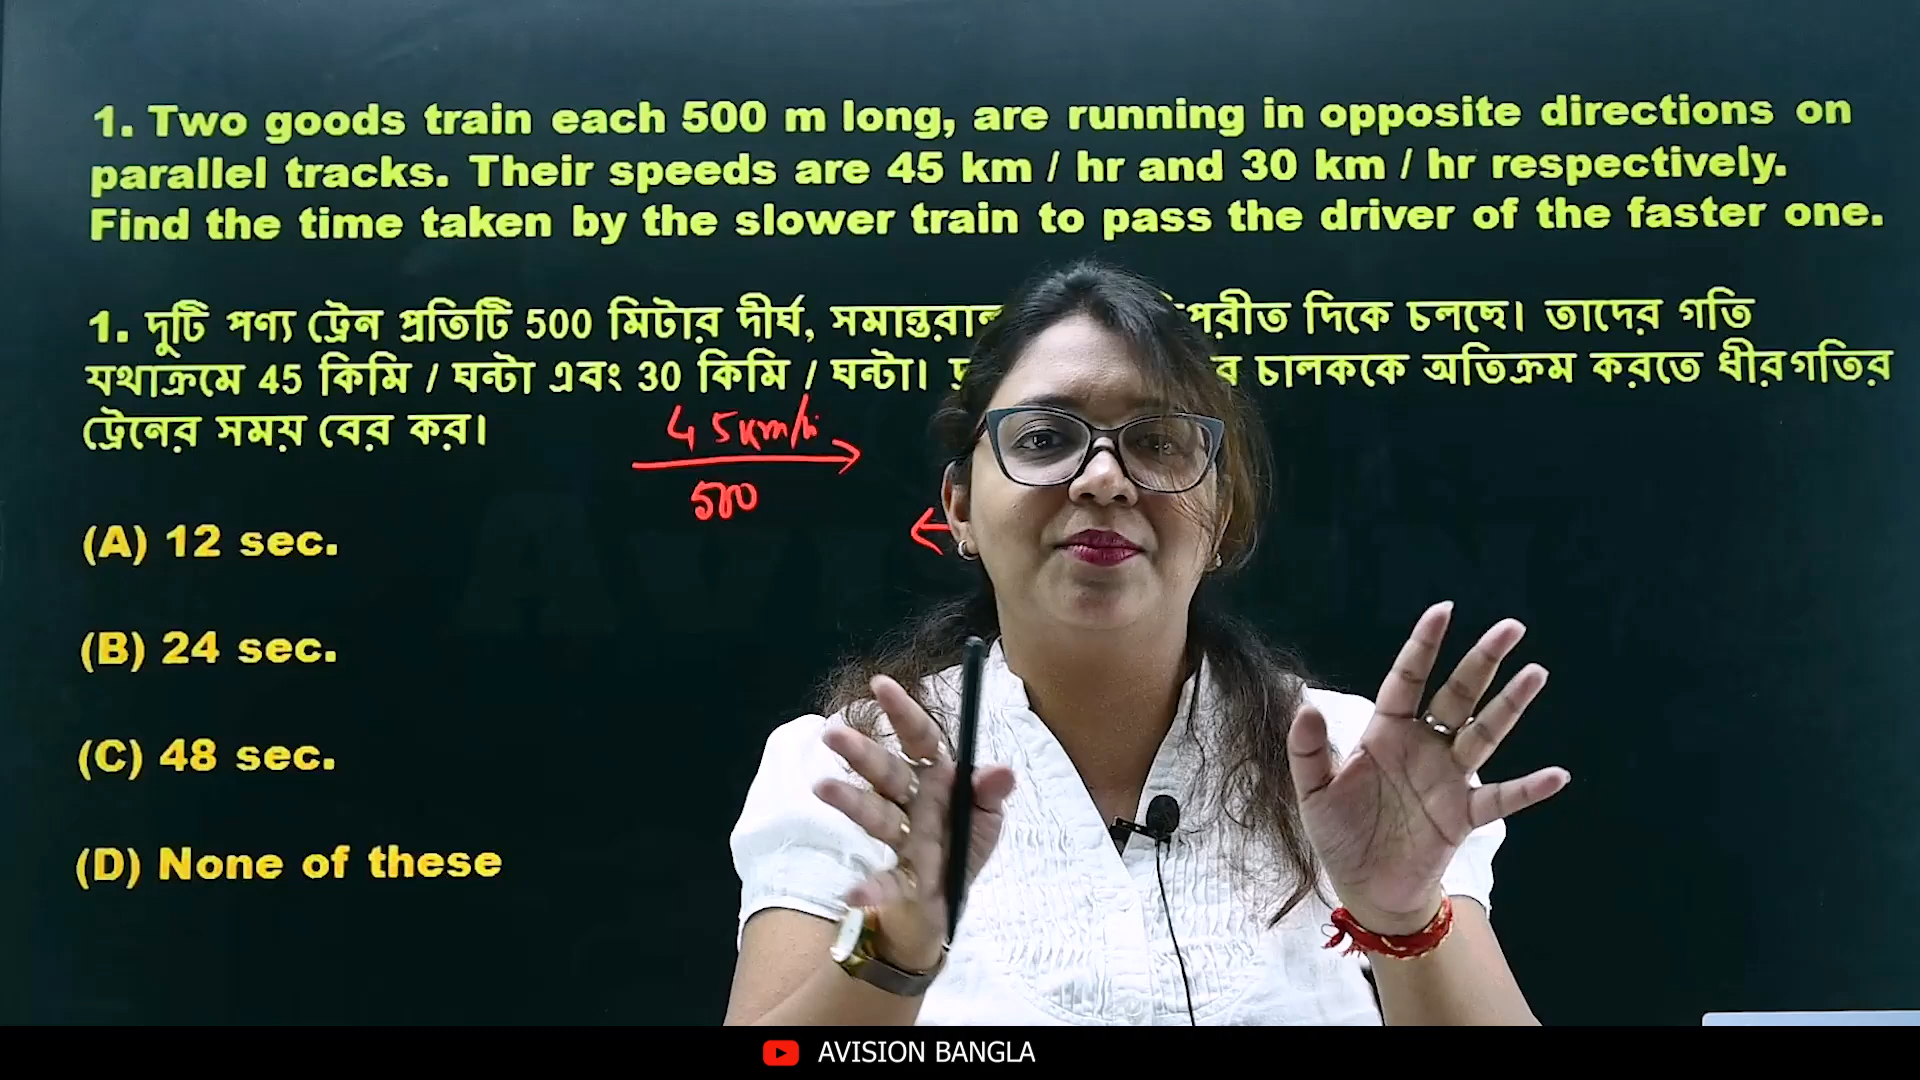 1. Two goods train each 500 m long, are running in opposite directions on
parallel tracks. Their speeds are 45 km / hr and 30 km / hr respectively.
Find the time taken by the slower train to pass the driver of the faster one.
1. দুটি পণ্য ট্রেন প্রতিটি 500 মিটার দীর্ঘ, দিকে চলছে। তাদের গতি
যথাক্রমে 45 কিমি / ঘন্টা এবং 30 কিমি / ঘন্টা। চালককে অতিক্রম করতে ধীরগতির
ট্রেনের সময় বের কর।
45km/h
500
(A) 12 sec.
(B) 24 sec.
(C) 48 sec.
(D) None of these
AVISION BANGLA